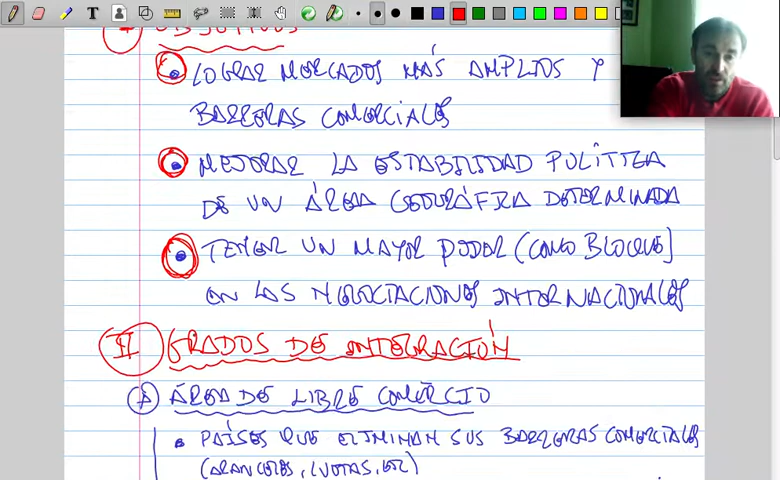 I OBJETIVOS
LOGRAR MERCADOS MÁS AMPLIOS Y
BARRERAS COMERCIALES
MEJORAR LA ESTABILIDAD POLÍTICA
DE UN ÁREA GEOGRÁFICA DETERMINADA
TENER UN MAYOR PODER (COMO BLOQUE)
EN LAS NEGOCIACIONES INTERNACIONALES
II GRADOS DE INTEGRACIÓN
A ÁREA DE LIBRE COMERCIO
PAÍSES QUE ELIMINAN SUS BARRERAS COMERCIALES
(ARANCELES, CUOTAS, ETC)